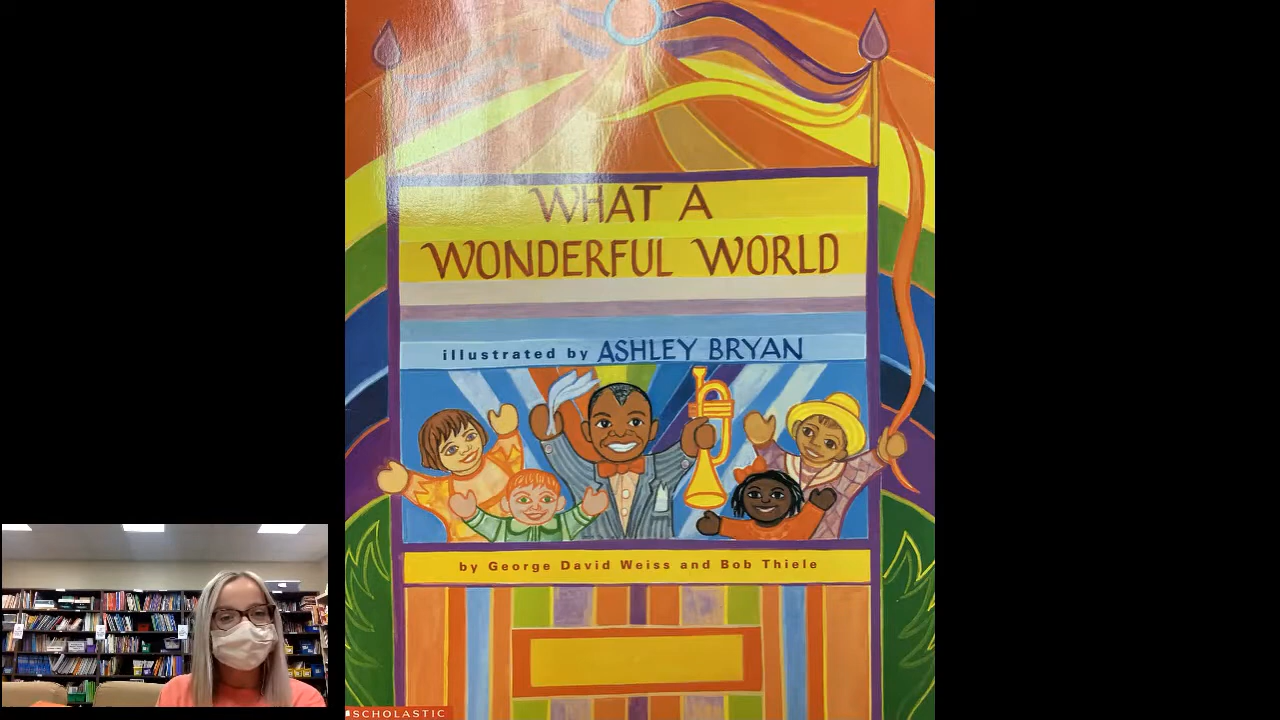 WHAT A
WONDERFUL WORLD
illustrated by ASHLEY BRYAN
by George David Weiss and Bob Thiele
SCHOLASTIC